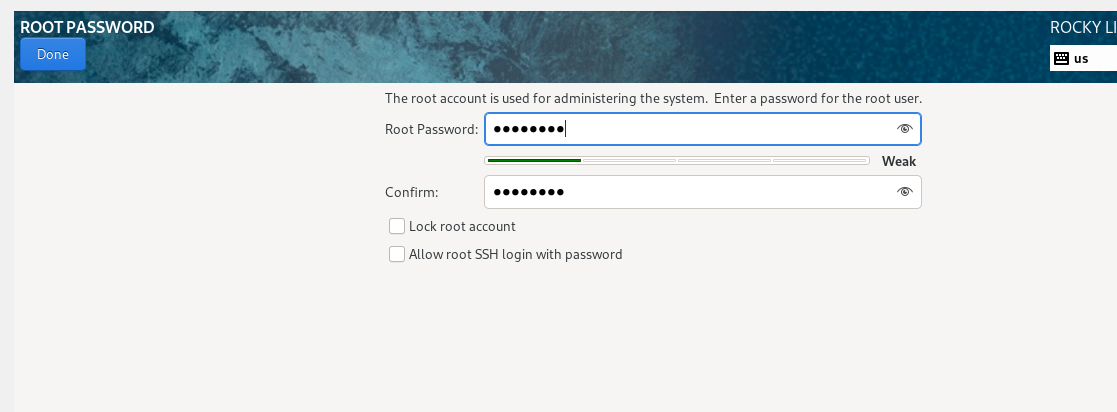 ROOT PASSWORD
ROCKY LI
Done
us
The root account is used for administering the system. Enter a password for the root user.
Root Password: ●●●●●●●●
Weak
Confirm: ●●●●●●●●
Lock root account
Allow root SSH login with password